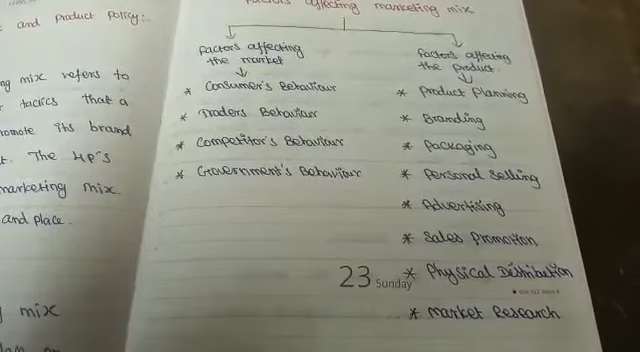 and product policy:-
mix refers to
tactics that a
its brand
The 4P's
marketing mix.
and place.
mix
Factors affecting marketing mix
Factors affecting
the market
* Consumer's Behaviour
* Traders Behaviour
* Competitor's Behaviour
* Government's Behaviour
Factors affecting
the product
* Product Planning
* Branding
* Packaging
* Personal Selling
* Advertising
* Sales Promotion
* Physical Distribution
* Market Research
23 Sunday